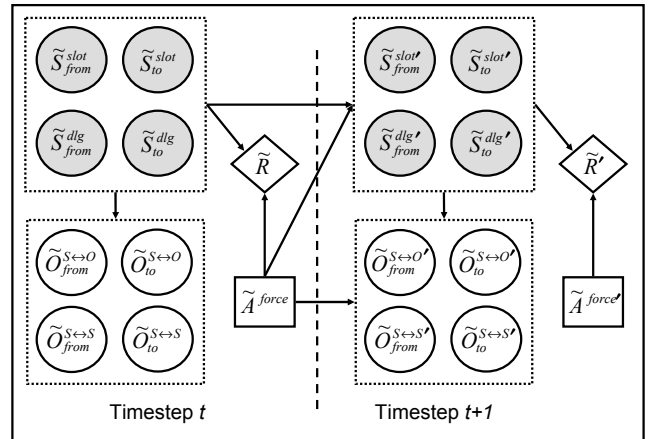 S̃^{slot}_{from} S̃^{slot}_{to} S̃^{slot}′_{from} S̃^{slot}′_{to}
S̃^{dlg}_{from} S̃^{dlg}_{to} R̃ S̃^{dlg}′_{from} S̃^{dlg}′_{to} R̃′
Õ^{S↔O}_{from} Õ^{S↔O}_{to} Ã^{force} Õ^{S↔O}′_{from} Õ^{S↔O}′_{to} Ã^{force}′
Õ^{S↔S}_{from} Õ^{S↔S}_{to} Õ^{S↔S}′_{from} Õ^{S↔S}′_{to}
Timestep t Timestep t+1